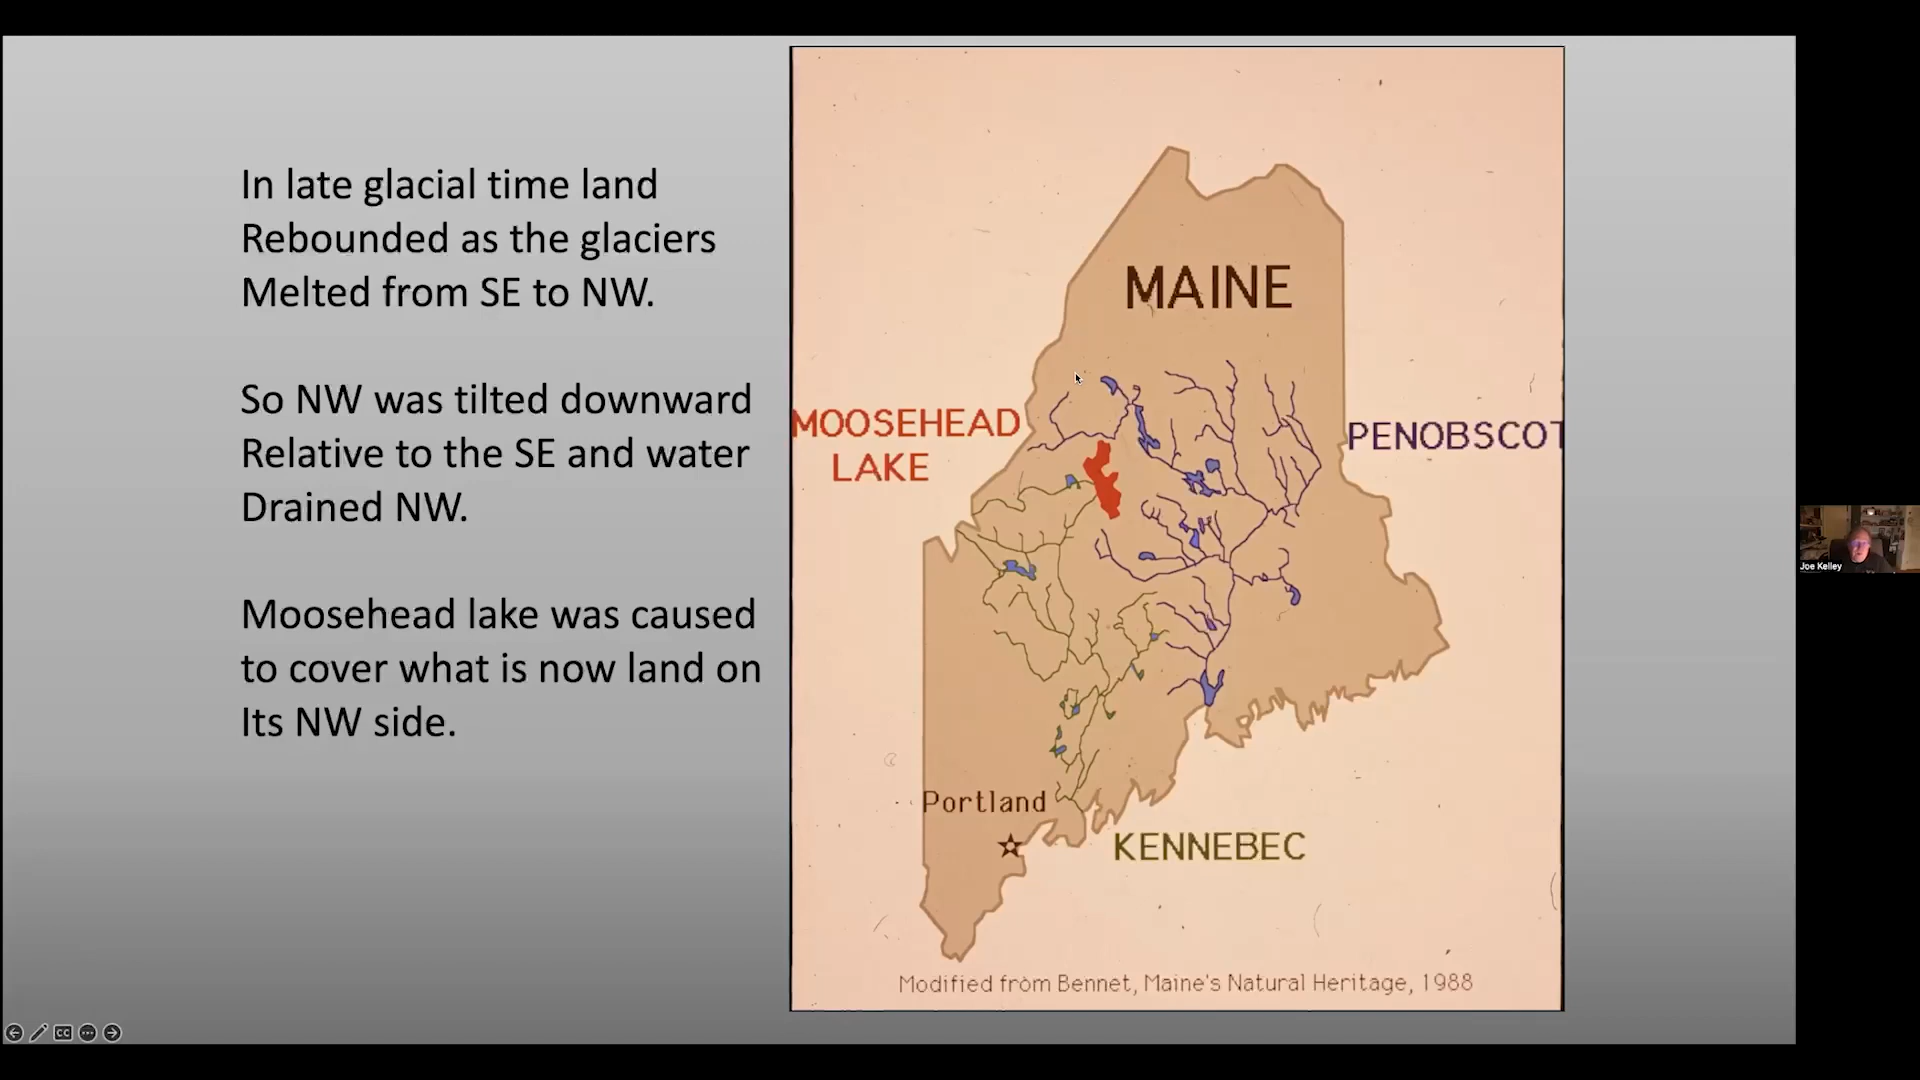 In late glacial time land
Rebounded as the glaciers
Melted from SE to NW.
So NW was tilted downward
Relative to the SE and water
Drained NW.
Moosehead lake was caused
to cover what is now land on
Its NW side.
MAINE
MOOSEHEAD
LAKE
PENOBSCOT
Portland
KENNEBEC
Modified from Bennet, Maine's Natural Heritage, 1988
Joe Kelley
CC